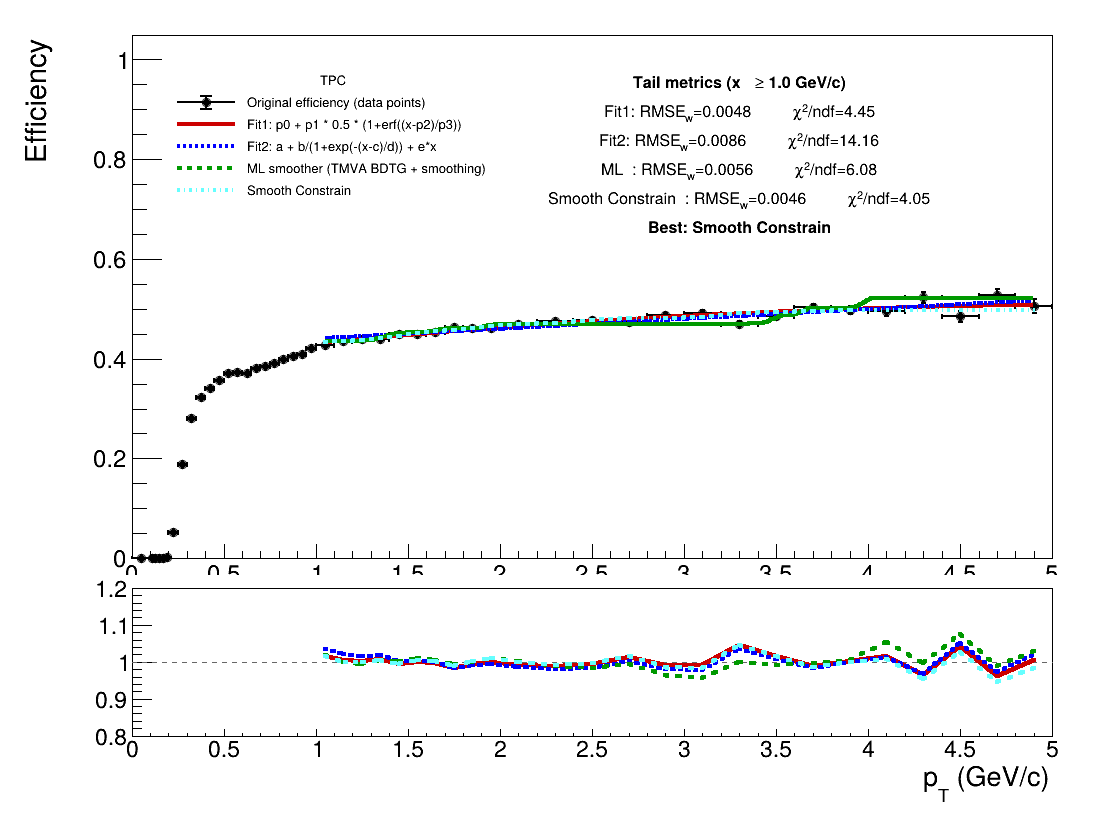 Efficiency
1
0.8
0.6
0.4
0.2
0
TPC
Original efficiency (data points)
Fit1: p0 + p1 * 0.5 * (1+erf((x-p2)/p3))
Fit2: a + b/(1+exp(-(x-c)/d)) + e*x
ML smoother (TMVA BDTG + smoothing)
Smooth Constrain
Tail metrics (x ≥ 1.0 GeV/c)
Fit1: RMSEw=0.0048 χ2/ndf=4.45
Fit2: RMSEw=0.0086 χ2/ndf=14.16
ML : RMSEw=0.0056 χ2/ndf=6.08
Smooth Constrain : RMSEw=0.0046 χ2/ndf=4.05
Best: Smooth Constrain
0 0.5 1 1.5 2 2.5 3 3.5 4 4.5 5
1.2
1.1
1
0.9
0.8
0 0.5 1 1.5 2 2.5 3 3.5 4 4.5 5
pT (GeV/c)